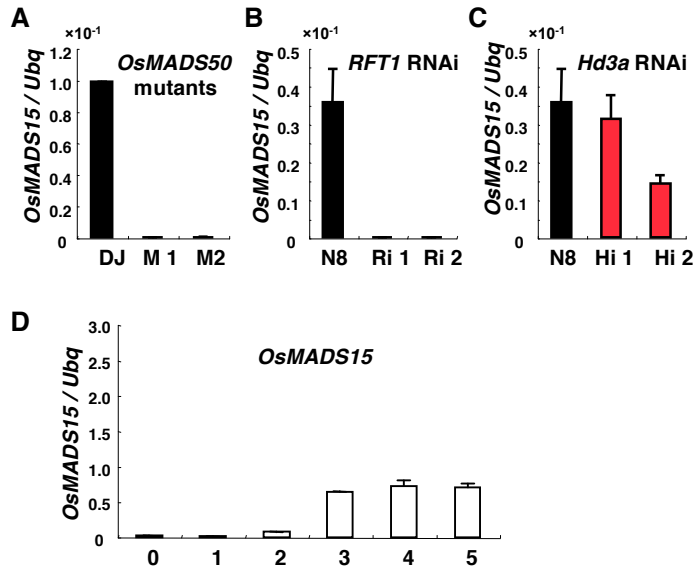 A
×10⁻¹
OsMADS15 / Ubq
1.2
1.0
0.8
0.6
0.4
0.2
0
OsMADS50
mutants
DJ M 1 M2
B
×10⁻¹
OsMADS15 / Ubq
0.5
0.4
0.3
0.2
0.1
0
RFT1 RNAi
N8 Ri 1 Ri 2
C
×10⁻¹
OsMADS15 / Ubq
0.5
0.4
0.3
0.2
0.1
0
Hd3a RNAi
N8 Hi 1 Hi 2
D
OsMADS15 / Ubq
3.0
2.5
2.0
1.5
1.0
0.5
0
OsMADS15
0 1 2 3 4 5